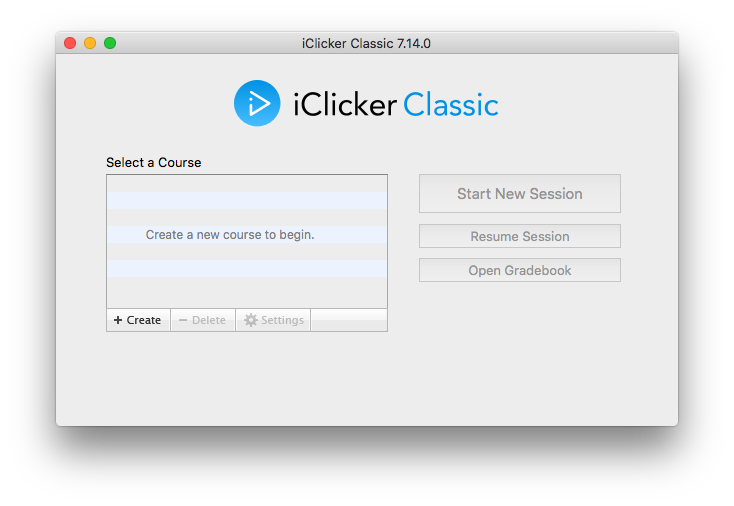 iClicker Classic 7.14.0
iClicker Classic
Select a Course
Create a new course to begin.
Create
Delete
Settings
Start New Session
Resume Session
Open Gradebook